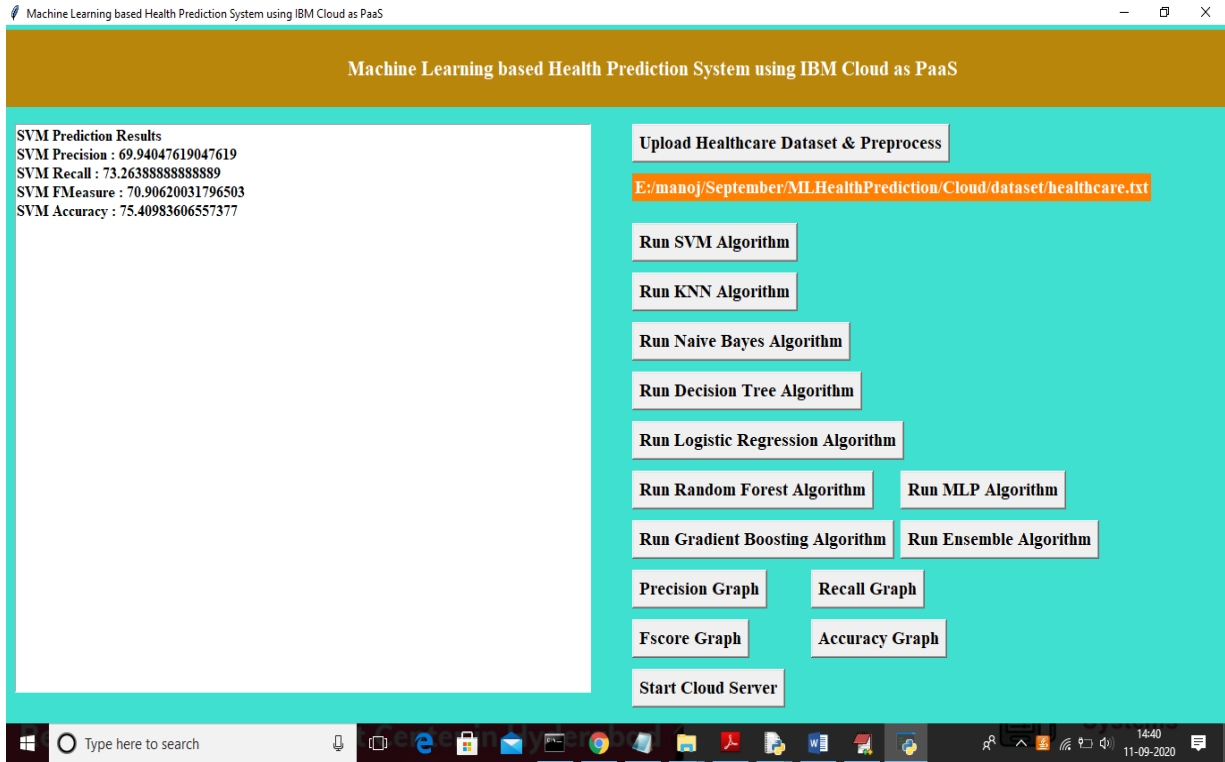 Machine Learning based Health Prediction System using IBM Cloud as PaaS
Machine Learning based Health Prediction System using IBM Cloud as PaaS
SVM Prediction Results
SVM Precision : 69.94047619047619
SVM Recall : 73.26388888888889
SVM FMeasure : 70.90620031796503
SVM Accuracy : 75.40983606557377
Upload Healthcare Dataset & Preprocess
E:/manoj/September/MLHealthPrediction/Cloud/dataset/healthcare.txt
Run SVM Algorithm
Run KNN Algorithm
Run Naive Bayes Algorithm
Run Decision Tree Algorithm
Run Logistic Regression Algorithm
Run Random Forest Algorithm
Run MLP Algorithm
Run Gradient Boosting Algorithm
Run Ensemble Algorithm
Precision Graph
Recall Graph
Fscore Graph
Accuracy Graph
Start Cloud Server
Type here to search
14:40
11-09-2020